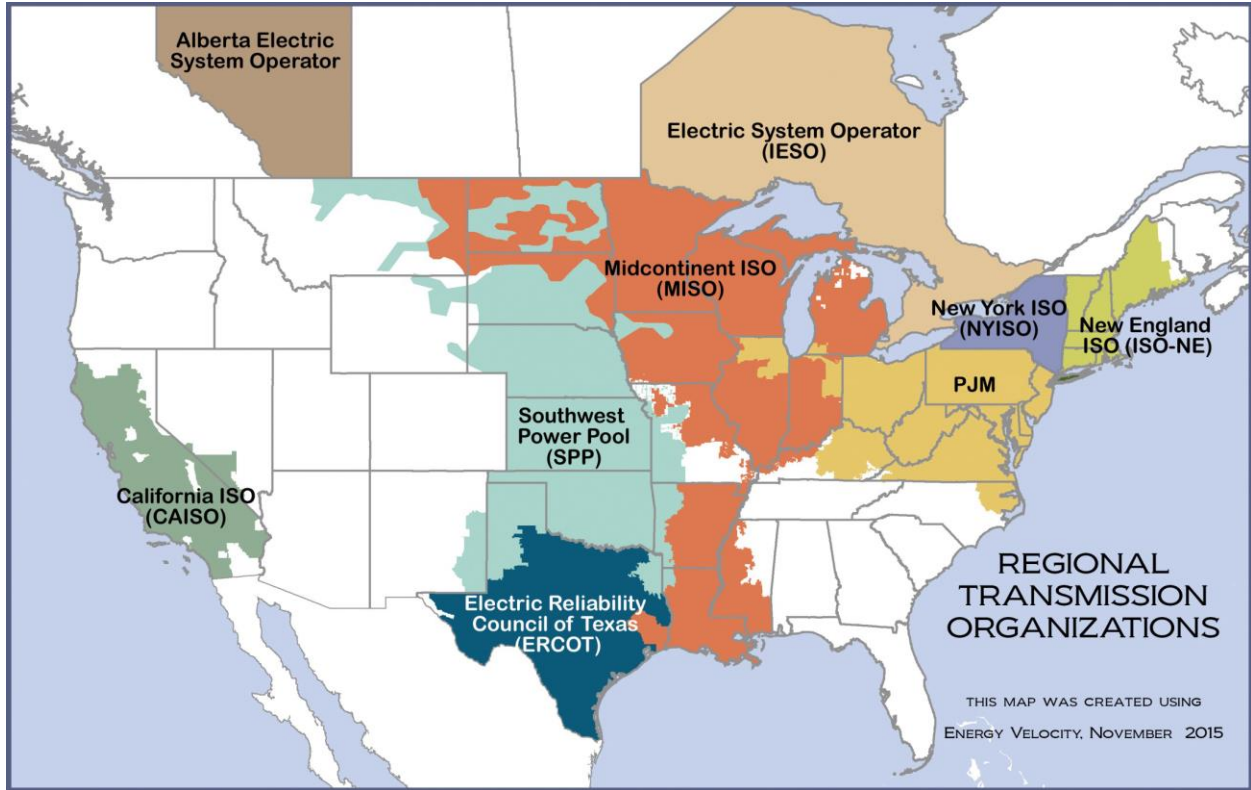 Alberta Electric
System Operator
Electric System Operator
(IESO)
Midcontinent ISO
(MISO)
New York ISO
(NYISO)
New England
ISO (ISO-NE)
PJM
Southwest
Power Pool
(SPP)
California ISO
(CAISO)
Electric Reliability
Council of Texas
(ERCOT)
REGIONAL
TRANSMISSION
ORGANIZATIONS
THIS MAP WAS CREATED USING
ENERGY VELOCITY, NOVEMBER 2015